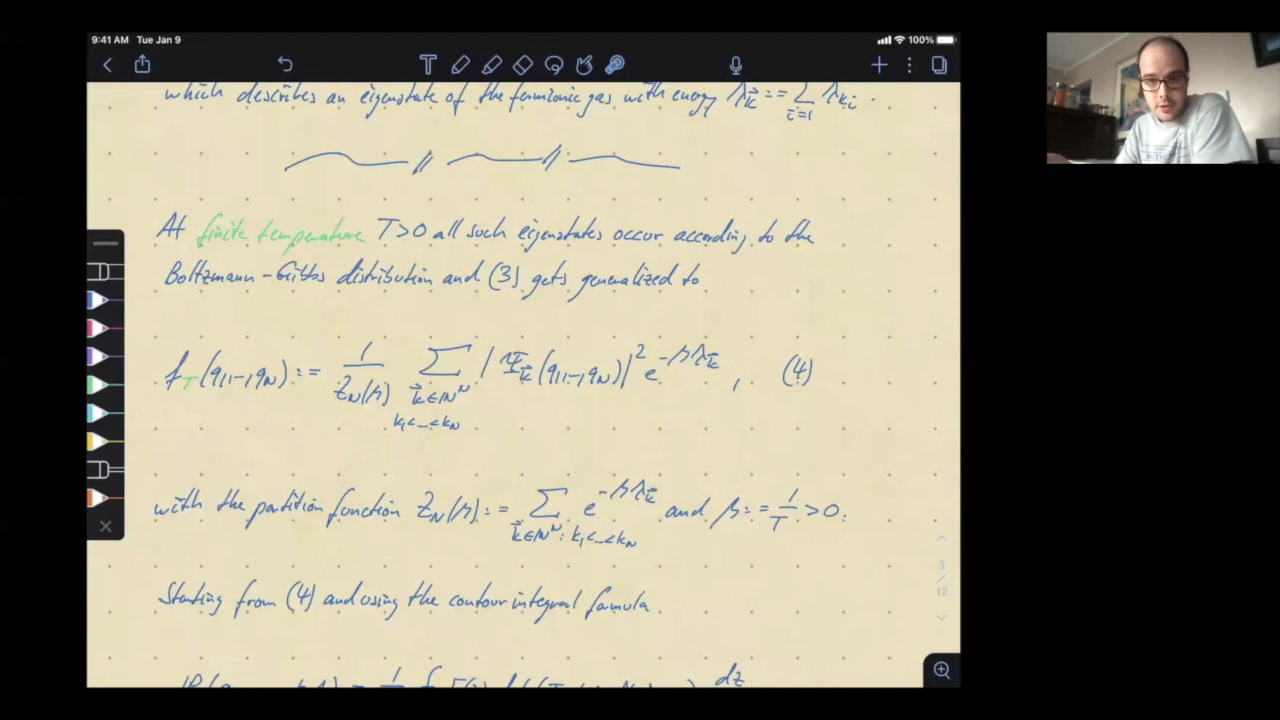 9:41 AM Tue Jan 9
100%
which describes an eigenstate of the fermionic gas with energy λ_k⃗ := Σ_{i=1} λ_{k_i}.
At finite temperature T>0 all such eigenstates occur according to the
Boltzmann-Gibbs distribution and (3) gets generalized to
f_T(q_1,...,q_N) := 1/Z_N(β) Σ_{k⃗∈ℕ^N k_1<...<k_N} |Ψ_k⃗(q_1,...,q_N)|² e^{-βλ_k⃗}, (4)
with the partition function Z_N(β) := Σ_{k⃗∈ℕ^N: k_1<...<k_N} e^{-βλ_k⃗} and β := 1/T > 0.
Starting from (4) and using the contour integral formula
3
/
12
dz